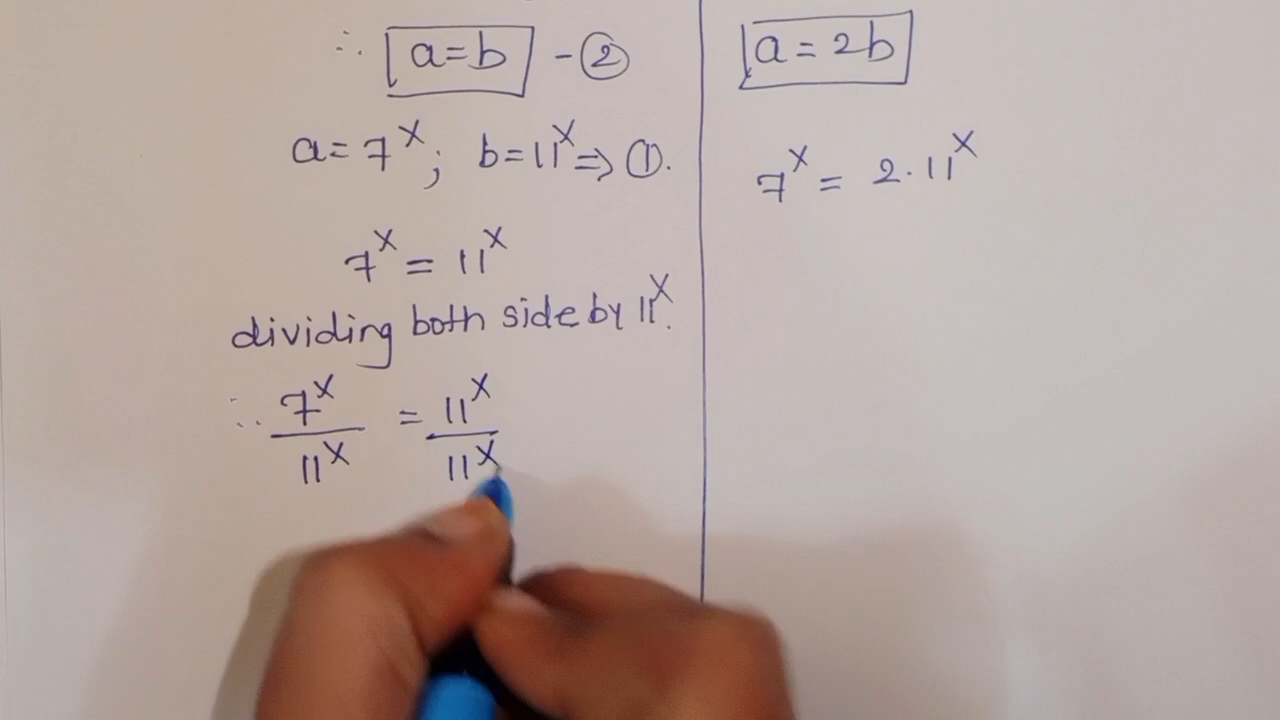 ∴ a=b -②
a=7^x; b=11^x ⇒ ①.
7^x = 11^x
dividing both side by 11^x.
∴ 7^x/11^x = 11^x/11^x
a=2b
7^x = 2.11^x